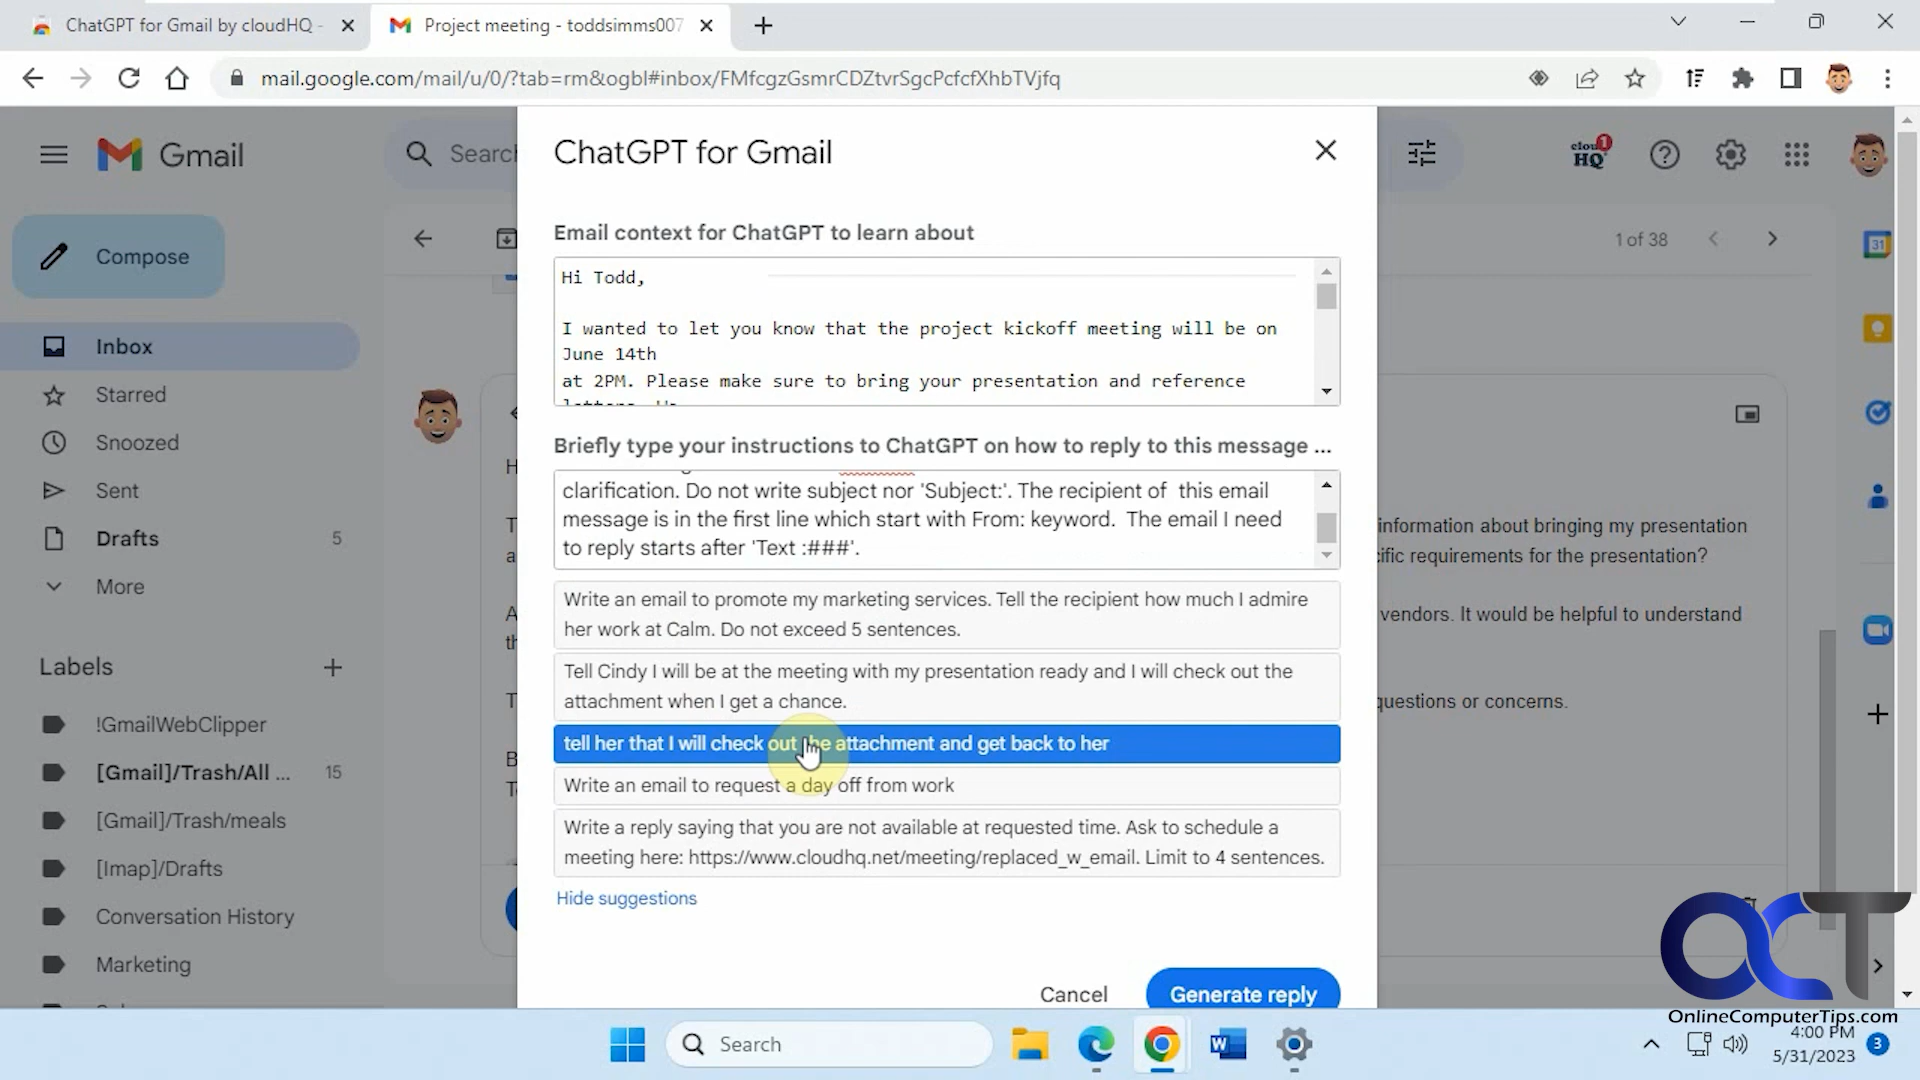 ChatGPT for Gmail by cloudHQ -
Project meeting - toddsimms007
mail.google.com/mail/u/0/?tab=rm&ogbl#inbox/FMfcgzGsmrCDZtvrSgcPcfcfXhbTVjfq
Gmail
Search
ChatGPT for Gmail
cloudHQ
1
Compose
1 of 38
31
Email context for ChatGPT to learn about
Hi Todd,
I wanted to let you know that the project kickoff meeting will be on
June 14th
at 2PM. Please make sure to bring your presentation and reference
letters. We
Inbox
Starred
Snoozed
Sent
Drafts 5
More
Briefly type your instructions to ChatGPT on how to reply to this message ...
clarification. Do not write subject nor 'Subject:'. The recipient of this email
message is in the first line which start with From: keyword. The email I need
to reply starts after 'Text :###'.
information about bringing my presentation
ific requirements for the presentation?
vendors. It would be helpful to understand
questions or concerns.
Write an email to promote my marketing services. Tell the recipient how much I admire
her work at Calm. Do not exceed 5 sentences.
Tell Cindy I will be at the meeting with my presentation ready and I will check out the
attachment when I get a chance.
tell her that I will check out the attachment and get back to her
Write an email to request a day off from work
Write a reply saying that you are not available at requested time. Ask to schedule a
meeting here: https://www.cloudhq.net/meeting/replaced_w_email. Limit to 4 sentences.
Hide suggestions
Cancel
Generate reply
Labels
!GmailWebClipper
[Gmail]/Trash/All ... 15
[Gmail]/Trash/meals
[Imap]/Drafts
Conversation History
Marketing
OCT
OnlineComputerTips.com
Search
W
4:00 PM
5/31/2023
3